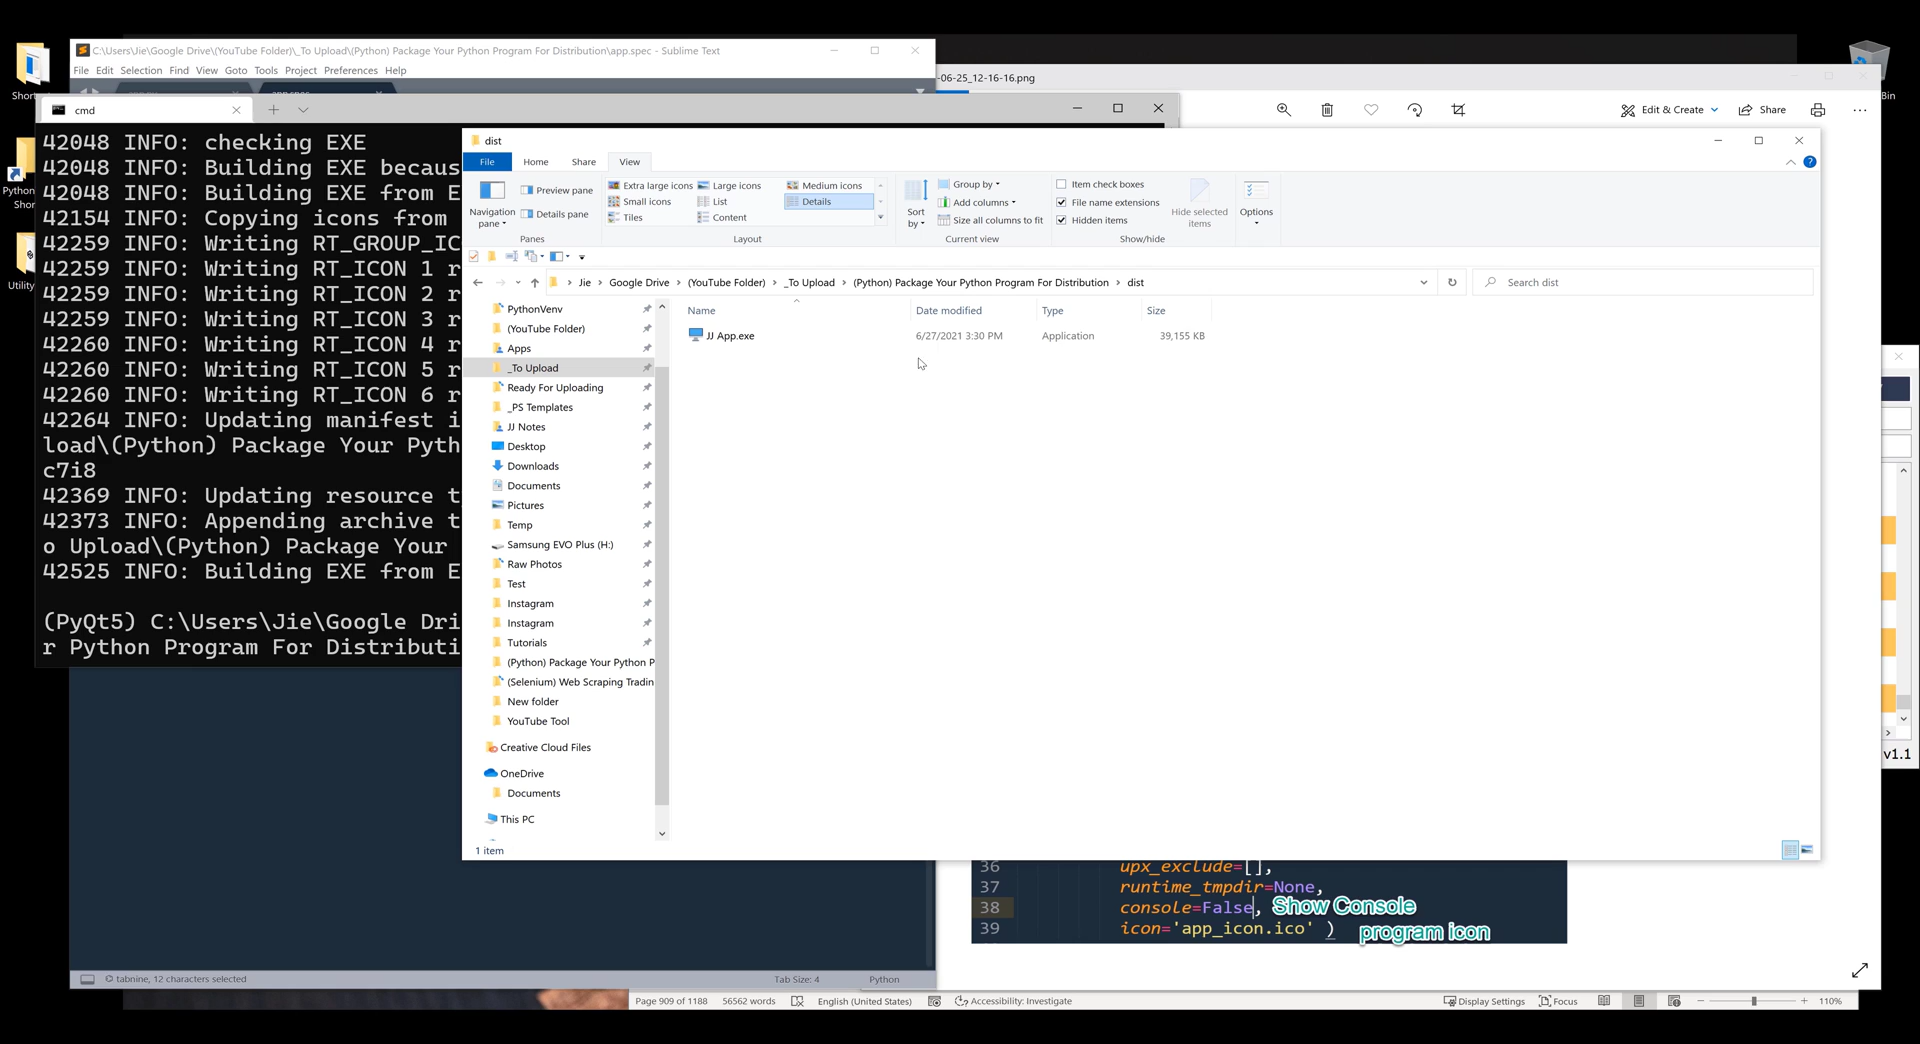 C:\Users\Jie\Google Drive\(YouTube Folder)\_To Upload\(Python) Package Your Python Program For Distribution\app.spec - Sublime Text
File Edit Selection Find View Goto Tools Project Preferences Help
-06-25_12-16-16.png
Edit & Create
Share
cmd
42048 INFO: checking EXE
42048 INFO: Building EXE becaus
42048 INFO: Building EXE from E
42154 INFO: Copying icons from
42259 INFO: Writing RT_GROUP_IC
42259 INFO: Writing RT_ICON 1 r
42259 INFO: Writing RT_ICON 2 r
42259 INFO: Writing RT_ICON 3 r
42260 INFO: Writing RT_ICON 4 r
42260 INFO: Writing RT_ICON 5 r
42260 INFO: Writing RT_ICON 6 r
42264 INFO: Updating manifest i
load\(Python) Package Your Pyth
c7i8
42369 INFO: Updating resource t
42373 INFO: Appending archive t
o Upload\(Python) Package Your
42525 INFO: Building EXE from E
(PyQt5) C:\Users\Jie\Google Dri
r Python Program For Distributi
dist
File Home Share View
Navigation pane
Preview pane
Details pane
Panes
Extra large icons Large icons Medium icons
Small icons List Details
Tiles Content
Layout
Sort by
Group by
Add columns
Size all columns to fit
Current view
Item check boxes
File name extensions
Hidden items
Hide selected items
Show/hide
Options
Jie > Google Drive > (YouTube Folder) > _To Upload > (Python) Package Your Python Program For Distribution > dist
Search dist
Name Date modified Type Size
JJ App.exe 6/27/2021 3:30 PM Application 39,155 KB
PythonVenv
(YouTube Folder)
Apps
_To Upload
Ready For Uploading
_PS Templates
JJ Notes
Desktop
Downloads
Documents
Pictures
Temp
Samsung EVO Plus (H:)
Raw Photos
Test
Instagram
Instagram
Tutorials
(Python) Package Your Python P
(Selenium) Web Scraping Tradin
New folder
YouTube Tool
Creative Cloud Files
OneDrive
Documents
This PC
1 item
Short
Python
Shor
Utility
Bin
v1.1
36 upx_exclude=[],
37 runtime_tmpdir=None,
38 console=False, Show Console
39 icon='app_icon.ico' ) program icon
tabnine, 12 characters selected
Tab Size: 4
Python
Page 909 of 1188 56562 words English (United States) Accessibility: Investigate
Display Settings Focus 110%